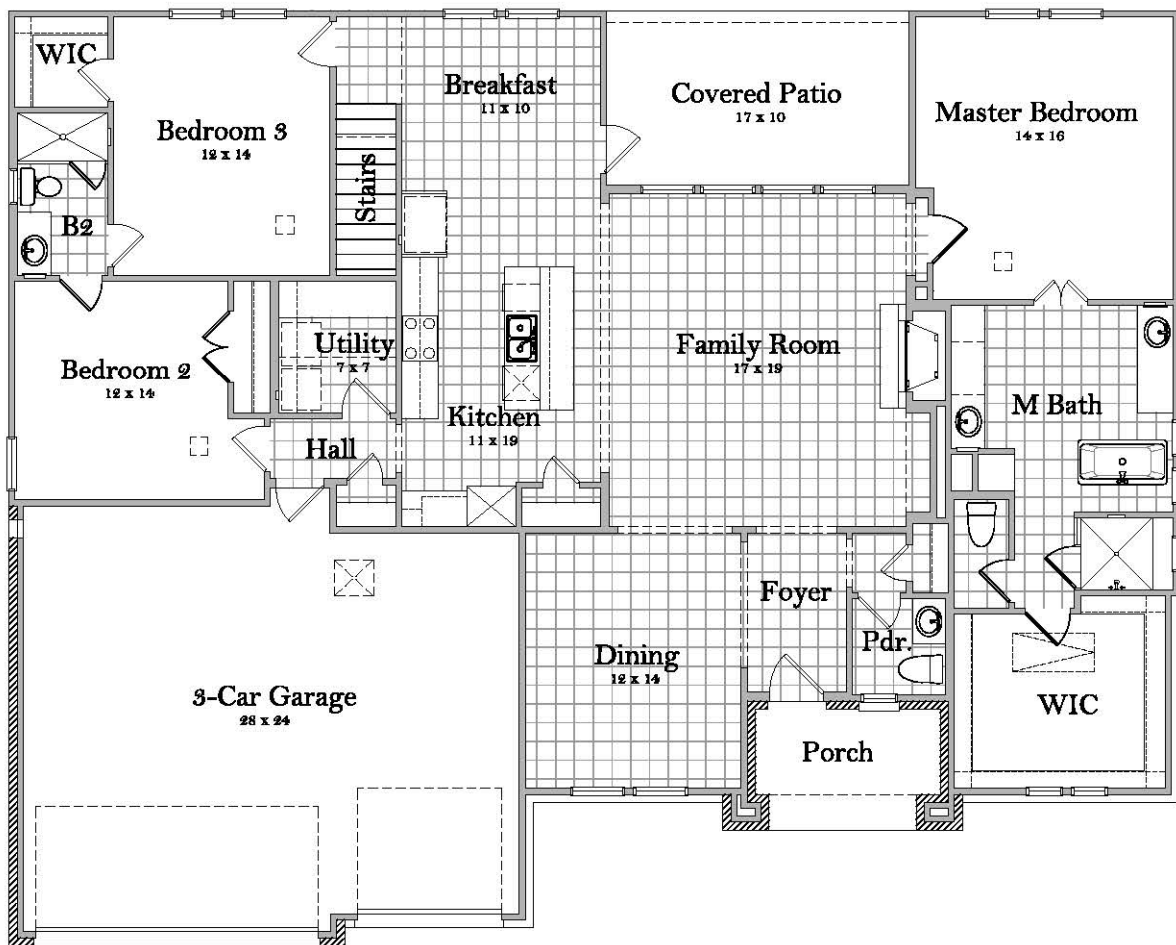 WIC
Breakfast
11 x 10
Covered Patio
17 x 10
Master Bedroom
14 x 16
Bedroom 3
12 x 14
Stairs
B2
Utility
7 x 7
Family Room
17 x 19
Bedroom 2
12 x 14
M Bath
Kitchen
11 x 19
Hall
Foyer
Pdr.
Dining
12 x 14
3-Car Garage
28 x 24
WIC
Porch